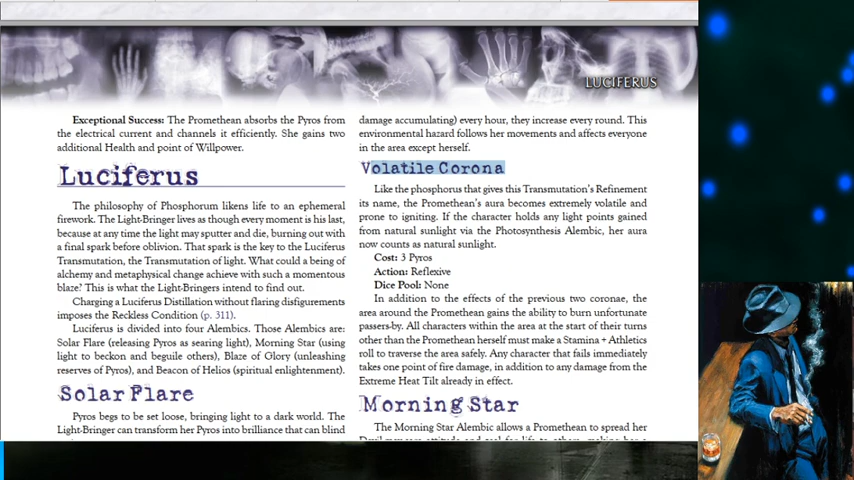 LUCIFERUS
Exceptional Success: The Promethean absorbs the Pyros from
the electrical current and channels it efficiently. She gains two
additional Health and point of Willpower.
Luciferus
The philosophy of Phosphorum likens life to an ephemeral
firework. The Light-Bringer lives as though every moment is his last,
because at any time the light may sputter and die, burning out with
a final spark before oblivion. That spark is the key to the Luciferus
Transmutation, the Transmutation of light. What could a being of
alchemy and metaphysical change achieve with such a momentous
blaze? This is what the Light-Bringers intend to find out.
Charging a Luciferus Distillation without flaring disfigurements
imposes the Reckless Condition (p. 311).
Luciferus is divided into four Alembics. Those Alembics are:
Solar Flare (releasing Pyros as searing light), Morning Star (using
light to beckon and beguile others), Blaze of Glory (unleashing
reserves of Pyros), and Beacon of Helios (spiritual enlightenment).
Solar Flare
Pyros begs to be set loose, bringing light to a dark world. The
Light-Bringer can transform her Pyros into brilliance that can blind
damage accumulating) every hour, they increase every round. This
environmental hazard follows her movements and affects everyone
in the area except herself.
Volatile Corona
Like the phosphorus that gives this Transmutation's Refinement
its name, the Promethean's aura becomes extremely volatile and
prone to igniting. If the character holds any light points gained
from natural sunlight via the Photosynthesis Alembic, her aura
now counts as natural sunlight.
Cost: 3 Pyros
Action: Reflexive
Dice Pool: None
In addition to the effects of the previous two coronae, the
area around the Promethean gains the ability to burn unfortunate
passers-by. All characters within the area at the start of their turns
other than the Promethean herself must make a Stamina + Athletics
roll to traverse the area safely. Any character that fails immediately
takes one point of fire damage, in addition to any damage from the
Extreme Heat Tilt already in effect.
Morning Star
The Morning Star Alembic allows a Promethean to spread her